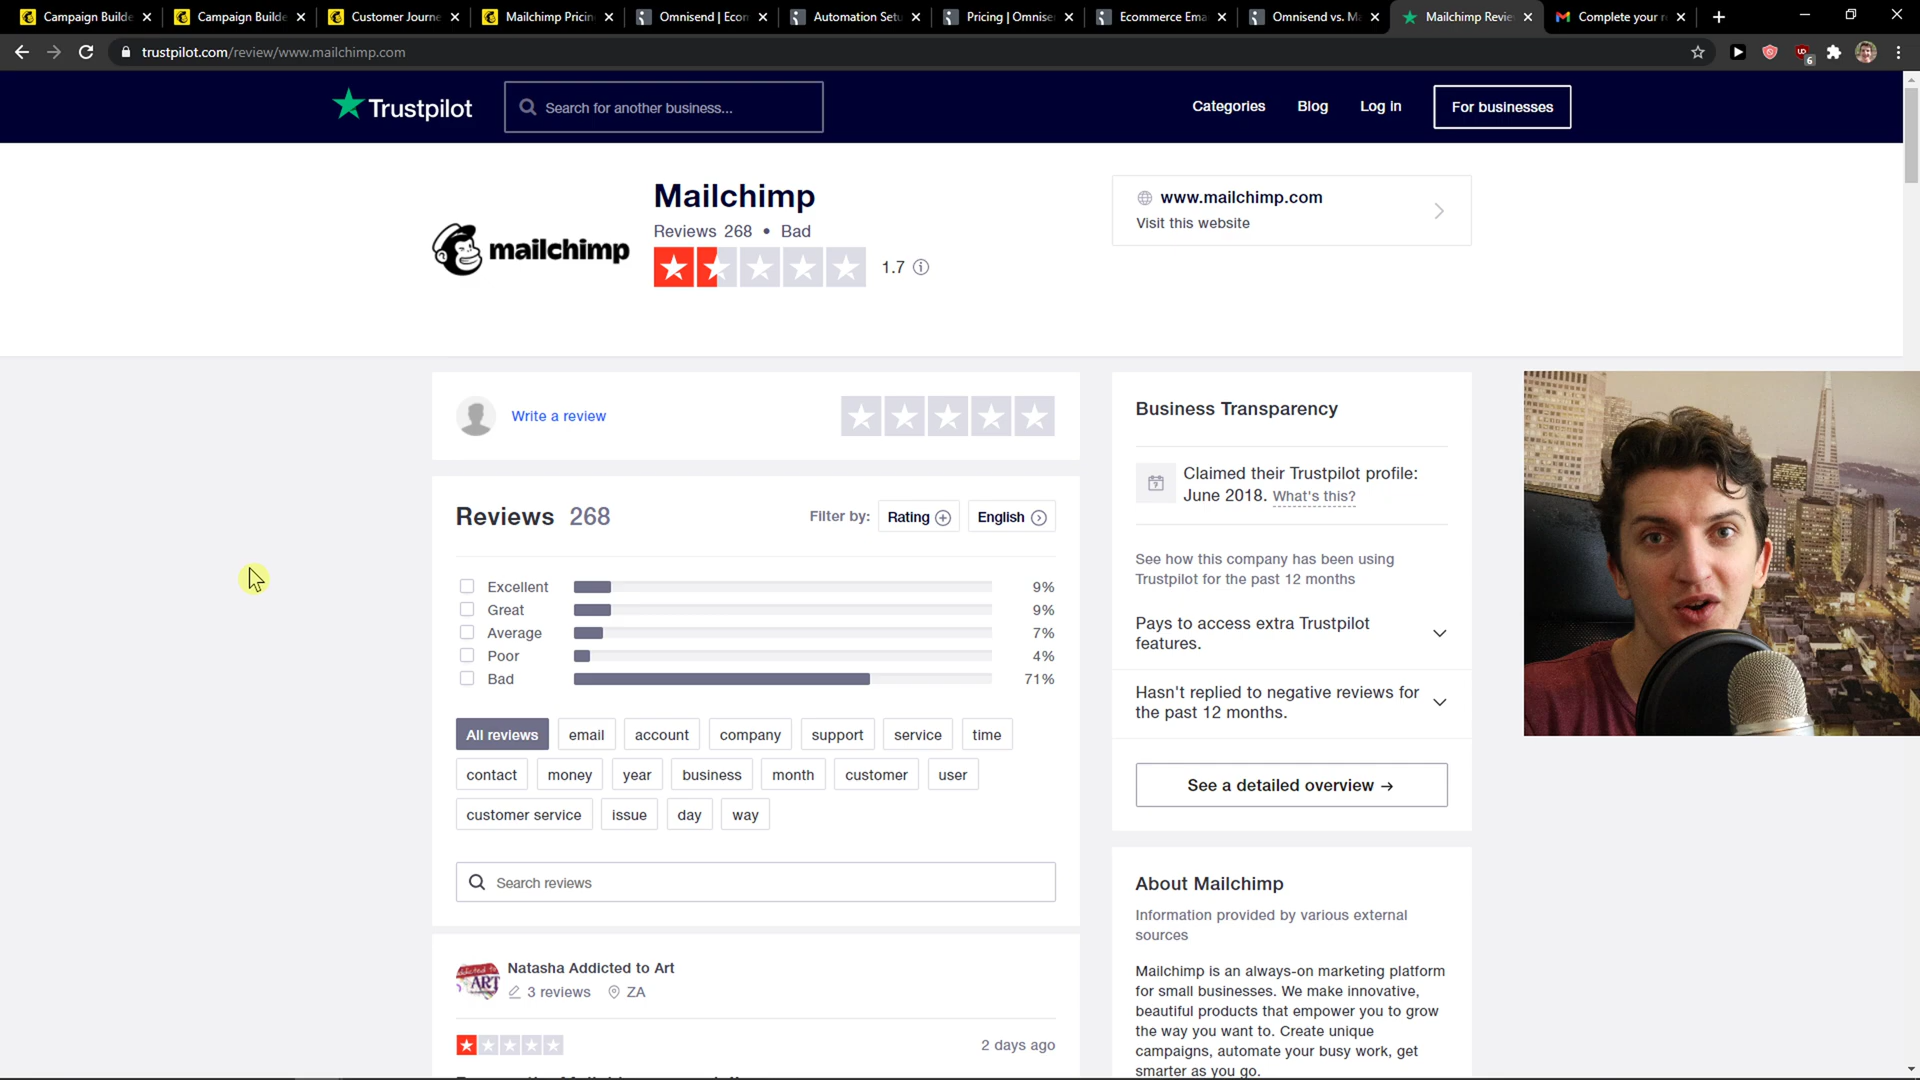 Campaign Builde
Campaign Builde
Customer Journe
Mailchimp Pricin
Omnisend | Ecom
Automation Setu
Pricing | Omnise
Ecommerce Ema
Omnisend vs. Ma
Mailchimp Revie
Complete your r
trustpilot.com/review/www.mailchimp.com
6
Trustpilot
Search for another business...
Categories
Blog
Log in
For businesses
mailchimp
Mailchimp
Reviews 268 • Bad
1.7
www.mailchimp.com
Visit this website
Write a review
Reviews 268
Filter by:
Rating
English
Excellent 9%
Great 9%
Average 7%
Poor 4%
Bad 71%
All reviews email account company support service time
contact money year business month customer user
customer service issue day way
Search reviews
ART
Natasha Addicted to Art
3 reviews ZA
2 days ago
Business Transparency
Claimed their Trustpilot profile:
June 2018. What's this?
See how this company has been using
Trustpilot for the past 12 months
Pays to access extra Trustpilot
features.
Hasn't replied to negative reviews for
the past 12 months.
See a detailed overview →
About Mailchimp
Information provided by various external
sources
Mailchimp is an always-on marketing platform
for small businesses. We make innovative,
beautiful products that empower you to grow
the way you want to. Create unique
campaigns, automate your busy work, get
smarter as you go.